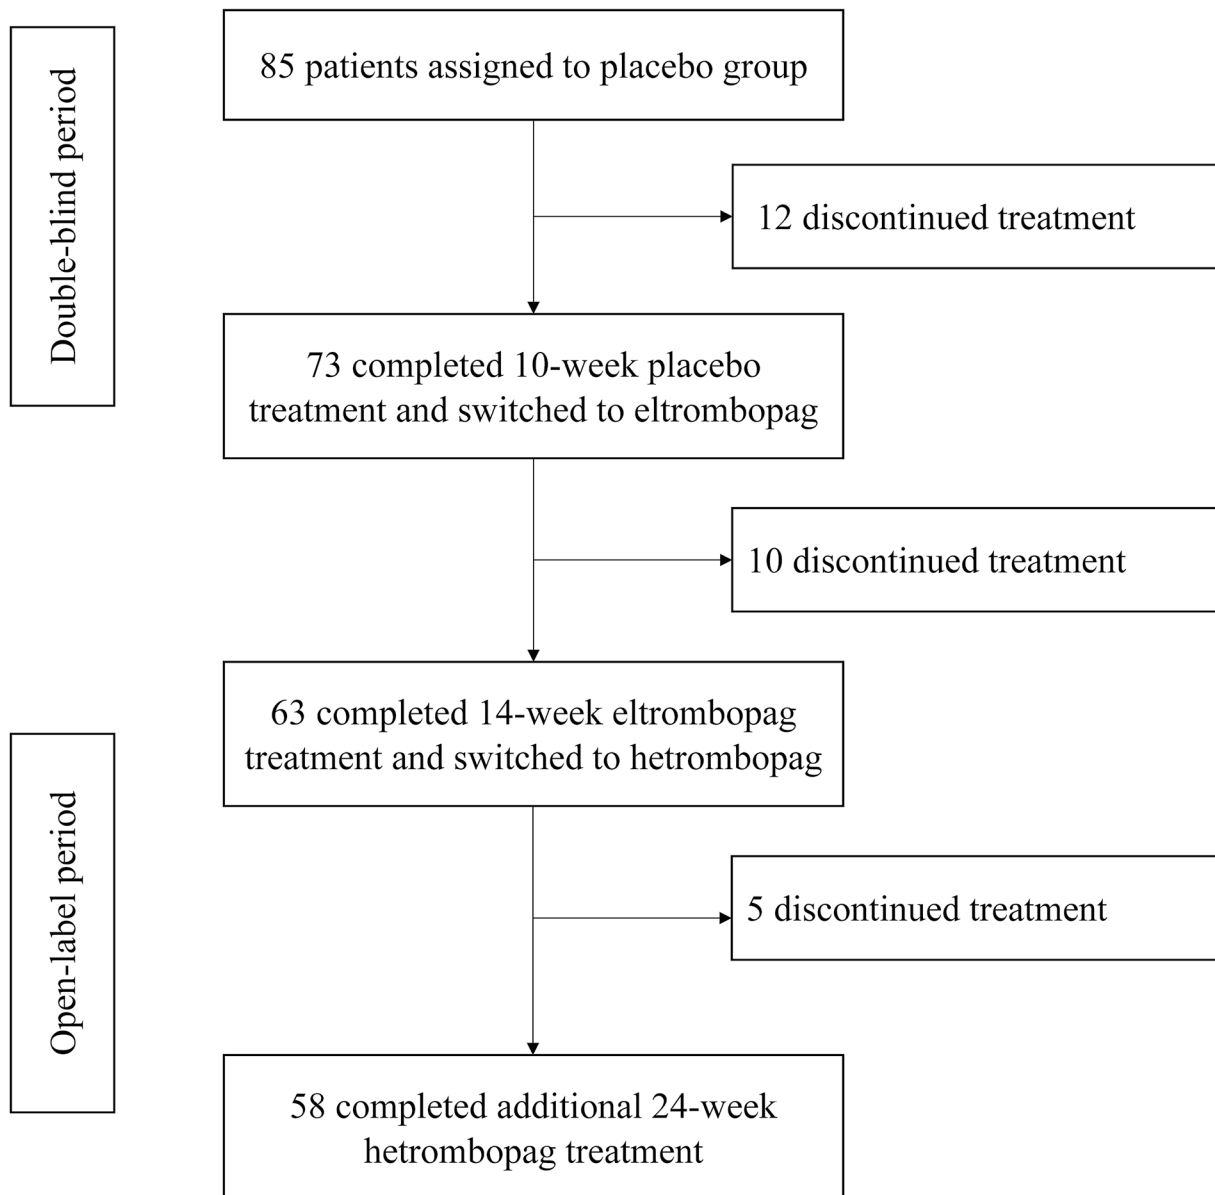 Double-blind period
85 patients assigned to placebo group
12 discontinued treatment
73 completed 10-week placebo
treatment and switched to eltrombopag
10 discontinued treatment
63 completed 14-week eltrombopag
treatment and switched to hetrombopag
Open-label period
5 discontinued treatment
58 completed additional 24-week
hetrombopag treatment